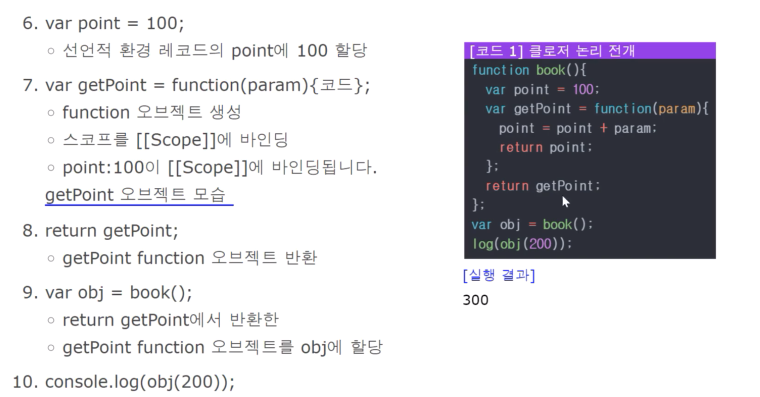 6. var point = 100;
○ 선언적 환경 레코드의 point에 100 할당
7. var getPoint = function(param){코드};
○ function 오브젝트 생성
○ 스코프를 [[Scope]]에 바인딩
○ point:100이 [[Scope]]에 바인딩됩니다.
getPoint 오브젝트 모습
8. return getPoint;
○ getPoint function 오브젝트 반환
9. var obj = book();
○ return getPoint에서 반환한
○ getPoint function 오브젝트를 obj에 할당
10. console.log(obj(200));
[코드 1] 클로저 논리 전개
function book(){
var point = 100;
var getPoint = function(param){
point = point + param;
return point;
};
return getPoint;
};
var obj = book();
log(obj(200));
[실행 결과]
300